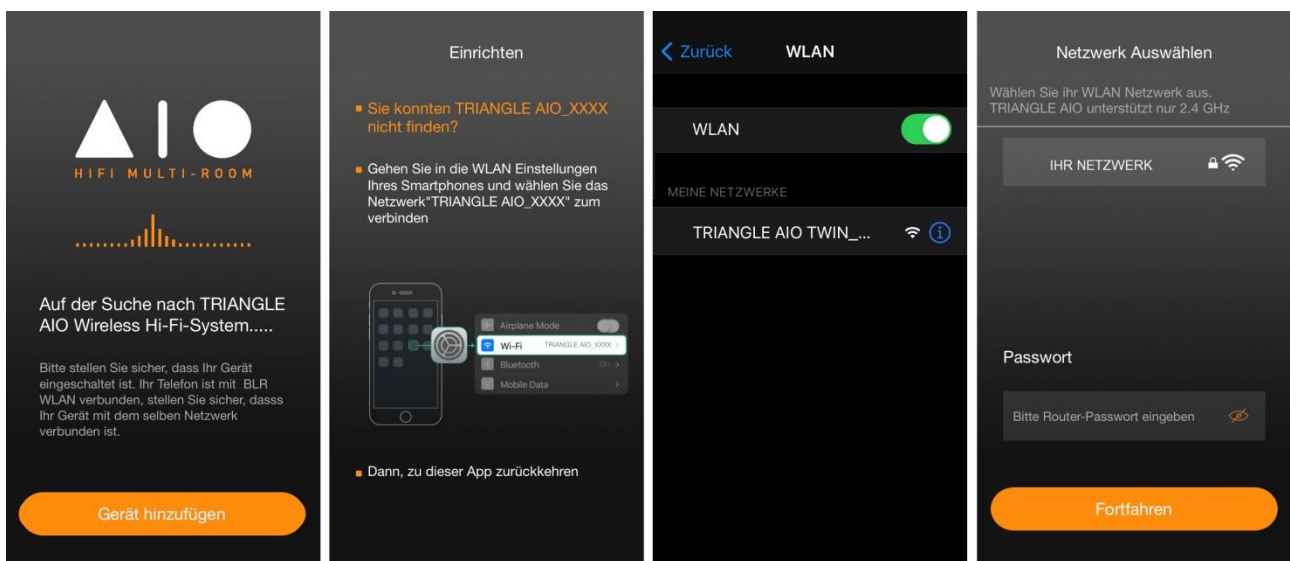 AIO
HIFI MULTI-ROOM
Auf der Suche nach TRIANGLE
AIO Wireless Hi-Fi-System.....
Bitte stellen Sie sicher, dass Ihr Gerät
eingeschaltet ist. Ihr Telefon ist mit BLR
WLAN verbunden, stellen Sie sicher, dasss
Ihr Gerät mit dem selben Netzwerk
verbunden ist.
Gerät hinzufügen
Einrichten
Sie konnten TRIANGLE AIO_XXXX
nicht finden?
Gehen Sie in die WLAN Einstellungen
Ihres Smartphones und wählen Sie das
Netzwerk"TRIANGLE AIO_XXXX" zum
verbinden
Airplane Mode
Wi-Fi TRIANGLE AIO_XXXX >
Bluetooth On >
Mobile Data >
Dann, zu dieser App zurückkehren
Zurück WLAN
WLAN
MEINE NETZWERKE
TRIANGLE AIO TWIN_...
Netzwerk Auswählen
Wählen Sie ihr WLAN Netzwerk aus.
TRIANGLE AIO unterstützt nur 2.4 GHz
IHR NETZWERK
Passwort
Bitte Router-Passwort eingeben
Fortfahren